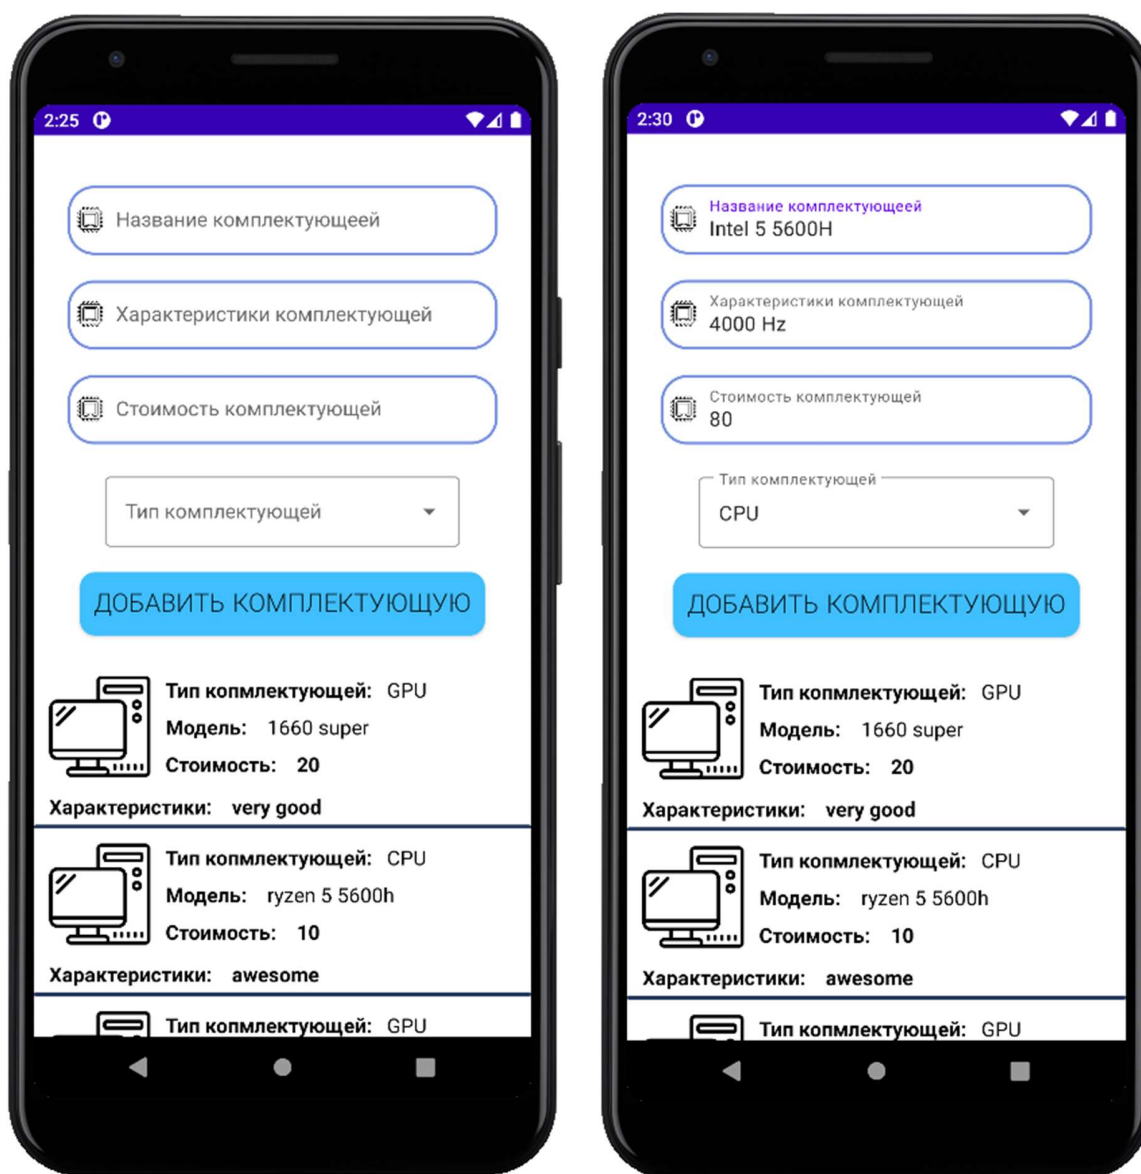 2:25
Название комплектующеей
Характеристики комплектующей
Стоимость комплектующей
Тип комплектующей
ДОБАВИТЬ КОМПЛЕКТУЮЩУЮ
Тип копмлектующей: GPU
Модель: 1660 super
Стоимость: 20
Характеристики: very good
Тип копмлектующей: CPU
Модель: ryzen 5 5600h
Стоимость: 10
Характеристики: awesome
Тип копмлектующей: GPU
2:30
Название комплектующеей
Intel 5 5600H
Характеристики комплектующей
4000 Hz
Стоимость комплектующей
80
Тип комплектующей
CPU
ДОБАВИТЬ КОМПЛЕКТУЮЩУЮ
Тип копмлектующей: GPU
Модель: 1660 super
Стоимость: 20
Характеристики: very good
Тип копмлектующей: CPU
Модель: ryzen 5 5600h
Стоимость: 10
Характеристики: awesome
Тип копмлектующей: GPU